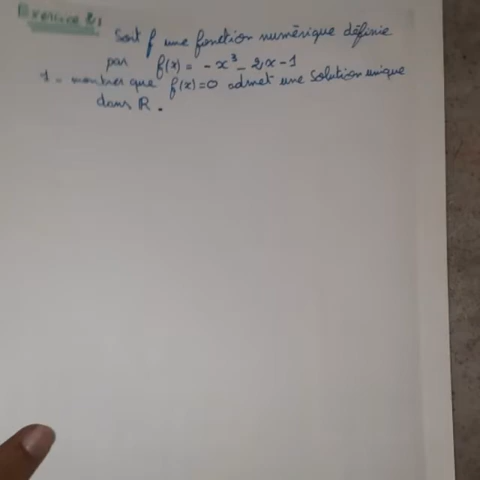 Exercice 2:
Soit f une fonction numérique définie
par f(x) = -x³ - 2x - 1
1 = montrer que f(x)=0 admet une solution unique
dans R.